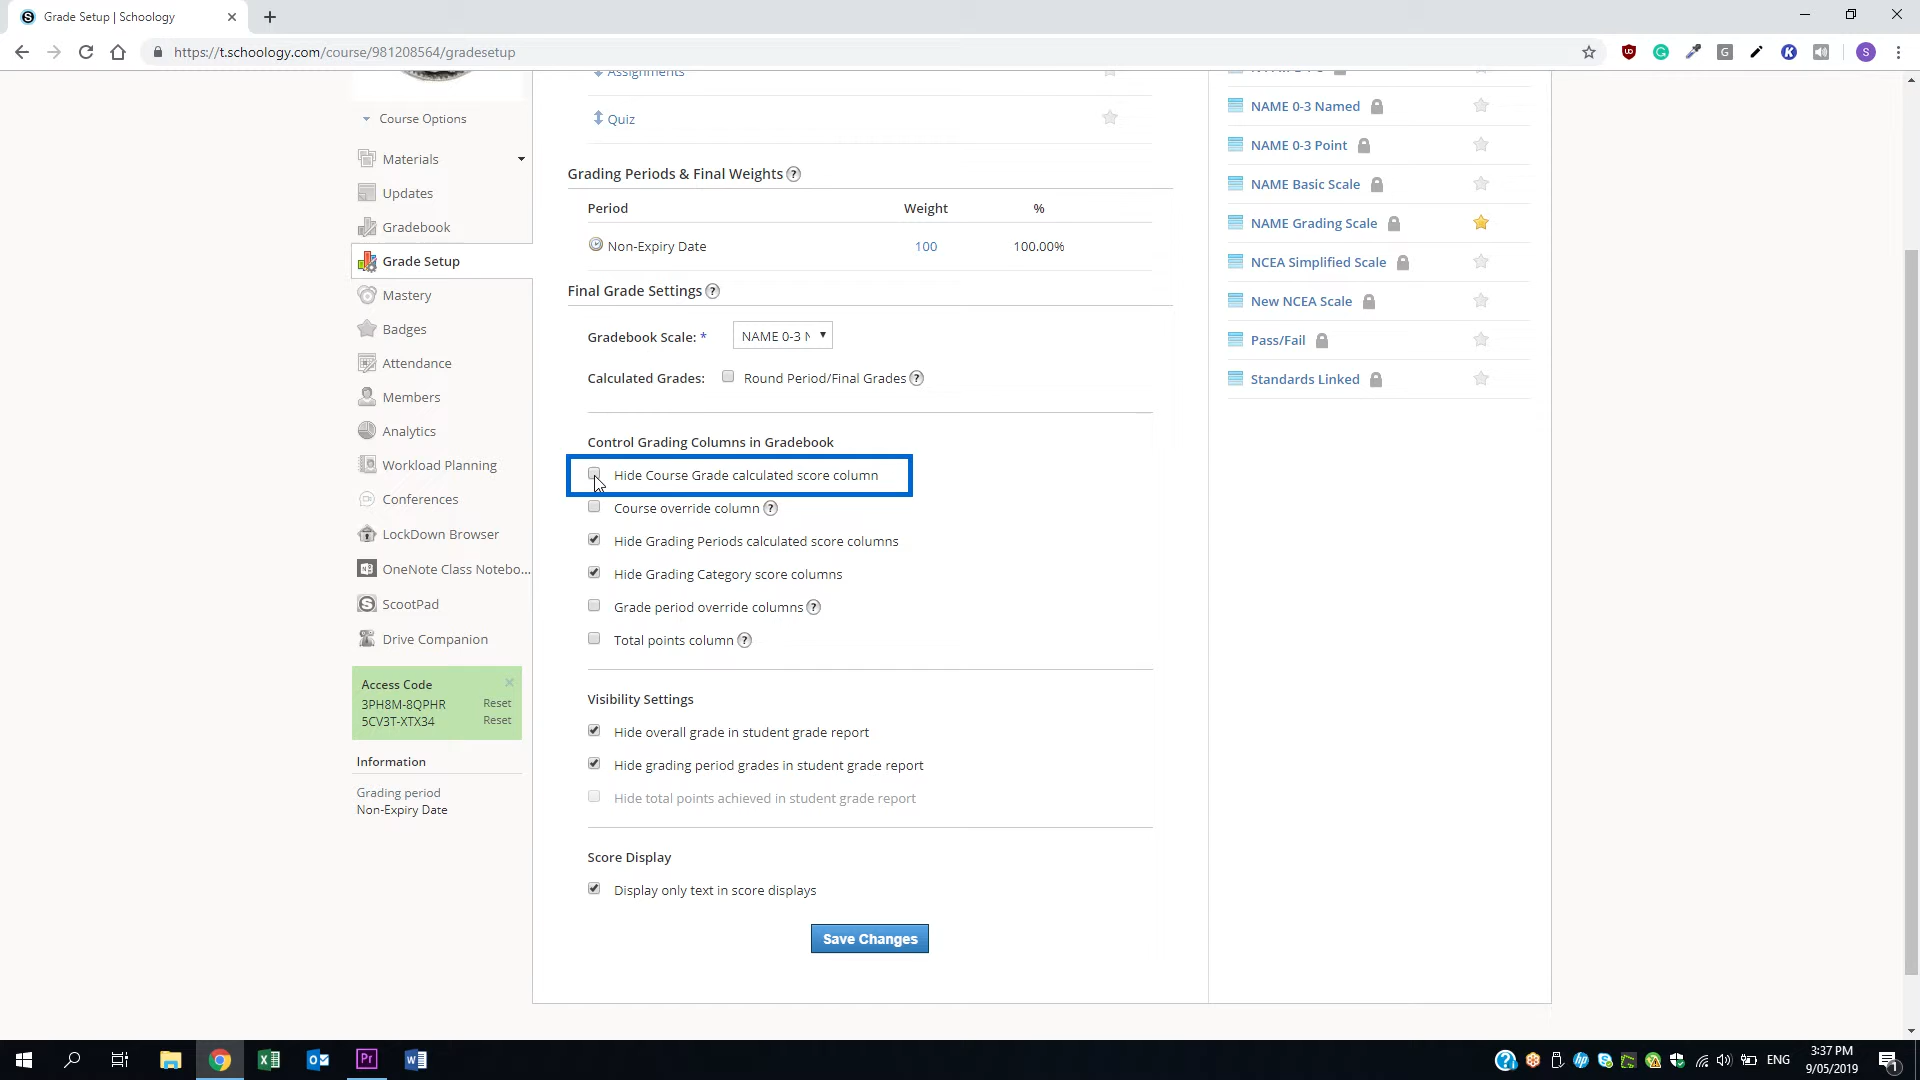 Grade Setup | Schoology
https://t.schoology.com/course/981208564/gradesetup
Course Options
Materials
Updates
Gradebook
Grade Setup
Mastery
Badges
Attendance
Members
Analytics
Workload Planning
Conferences
LockDown Browser
OneNote Class Notebo...
ScootPad
Drive Companion
Access Code
3PH8M-8QPHR Reset
5CV3T-XTX34 Reset
Information
Grading period
Non-Expiry Date
Assignments
Quiz
Grading Periods & Final Weights
Period Weight %
Non-Expiry Date 100 100.00%
Final Grade Settings
Gradebook Scale: * NAME 0-3 N
Calculated Grades: Round Period/Final Grades
Control Grading Columns in Gradebook
Hide Course Grade calculated score column
Course override column
Hide Grading Periods calculated score columns
Hide Grading Category score columns
Grade period override columns
Total points column
Visibility Settings
Hide overall grade in student grade report
Hide grading period grades in student grade report
Hide total points achieved in student grade report
Score Display
Display only text in score displays
Save Changes
NAME 0-3 Named
NAME 0-3 Point
NAME Basic Scale
NAME Grading Scale
NCEA Simplified Scale
New NCEA Scale
Pass/Fail
Standards Linked
ENG
3:37 PM
9/05/2019